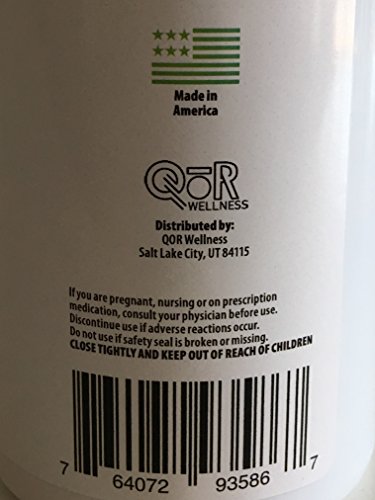 Made in
America
QōR
WELLNESS
Distributed by:
QOR Wellness
Salt Lake City, UT 84115
If you are pregnant, nursing or on prescription
medication, consult your physician before use.
Discontinue use if adverse reactions occur.
Do not use if safety seal is broken or missing.
CLOSE TIGHTLY AND KEEP OUT OF REACH OF CHILDREN
7 64072 93586 7